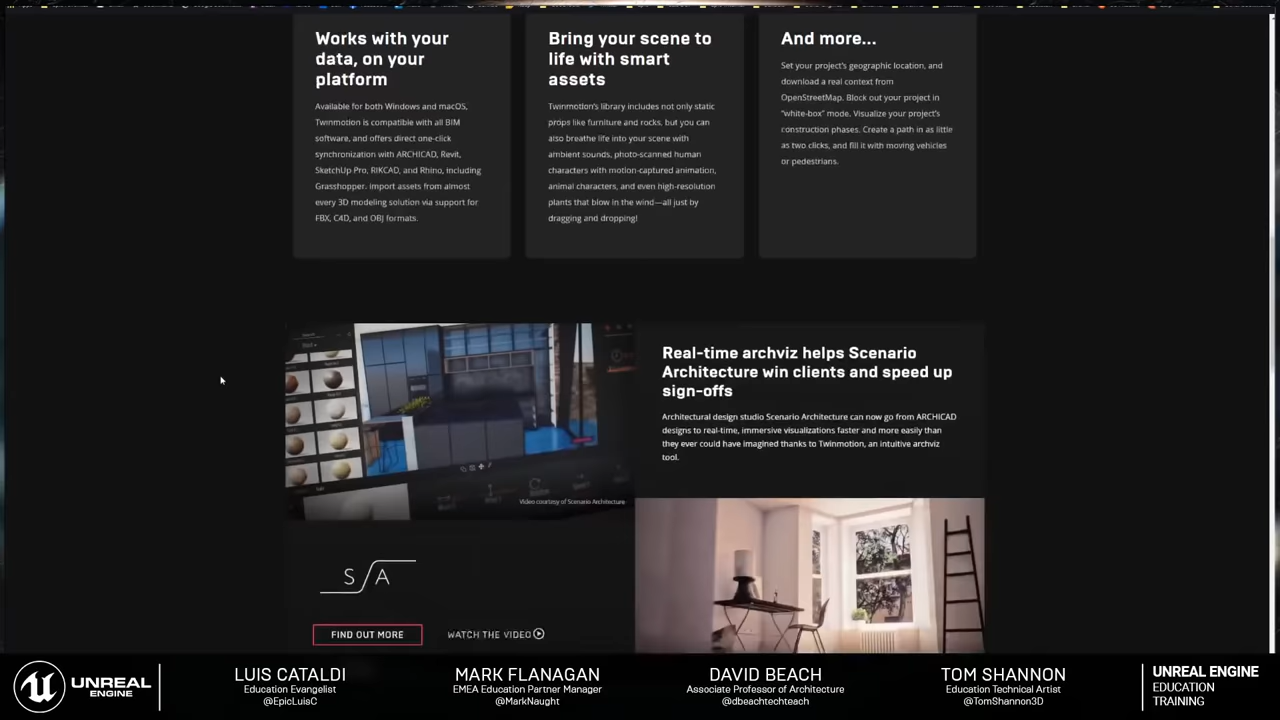 Works with your
data, on your
platform
Available for both Windows and macOS,
Twinmotion is compatible with all BIM
software, and offers direct one-click
synchronization with ARCHICAD, Revit,
SketchUp Pro, RIKCAD, and Rhino, including
Grasshopper. Import assets from almost
every 3D modeling solution via support for
FBX, C4D, and OBJ formats.
Bring your scene to
life with smart
assets
Twinmotion's library includes not only static
props like furniture and rocks, but you can
also breathe life into your scene with
ambient sounds, photo-scanned human
characters with motion-captured animation,
animal characters, and even high-resolution
plants that blow in the wind—all just by
dragging and dropping!
And more...
Set your project's geographic location, and
download a real context from
OpenStreetMap. Block out your project in
"white-box" mode. Visualize your project's
construction phases. Create a path in as little
as two clicks, and fill it with moving vehicles
or pedestrians.
Video courtesy of Scenario Architecture
Real-time archviz helps Scenario
Architecture win clients and speed up
sign-offs
Architectural design studio Scenario Architecture can now go from ARCHICAD
designs to real-time, immersive visualizations faster and more easily than
they ever could have imagined thanks to Twinmotion, an intuitive archviz
tool.
S/A
FIND OUT MORE
WATCH THE VIDEO
UNREAL
ENGINE
LUIS CATALDI
Education Evangelist
@EpicLuisC
MARK FLANAGAN
EMEA Education Partner Manager
@MarkNaught
DAVID BEACH
Associate Professor of Architecture
@dbeachtechteach
TOM SHANNON
Education Technical Artist
@TomShannon3D
UNREAL ENGINE
EDUCATION
TRAINING